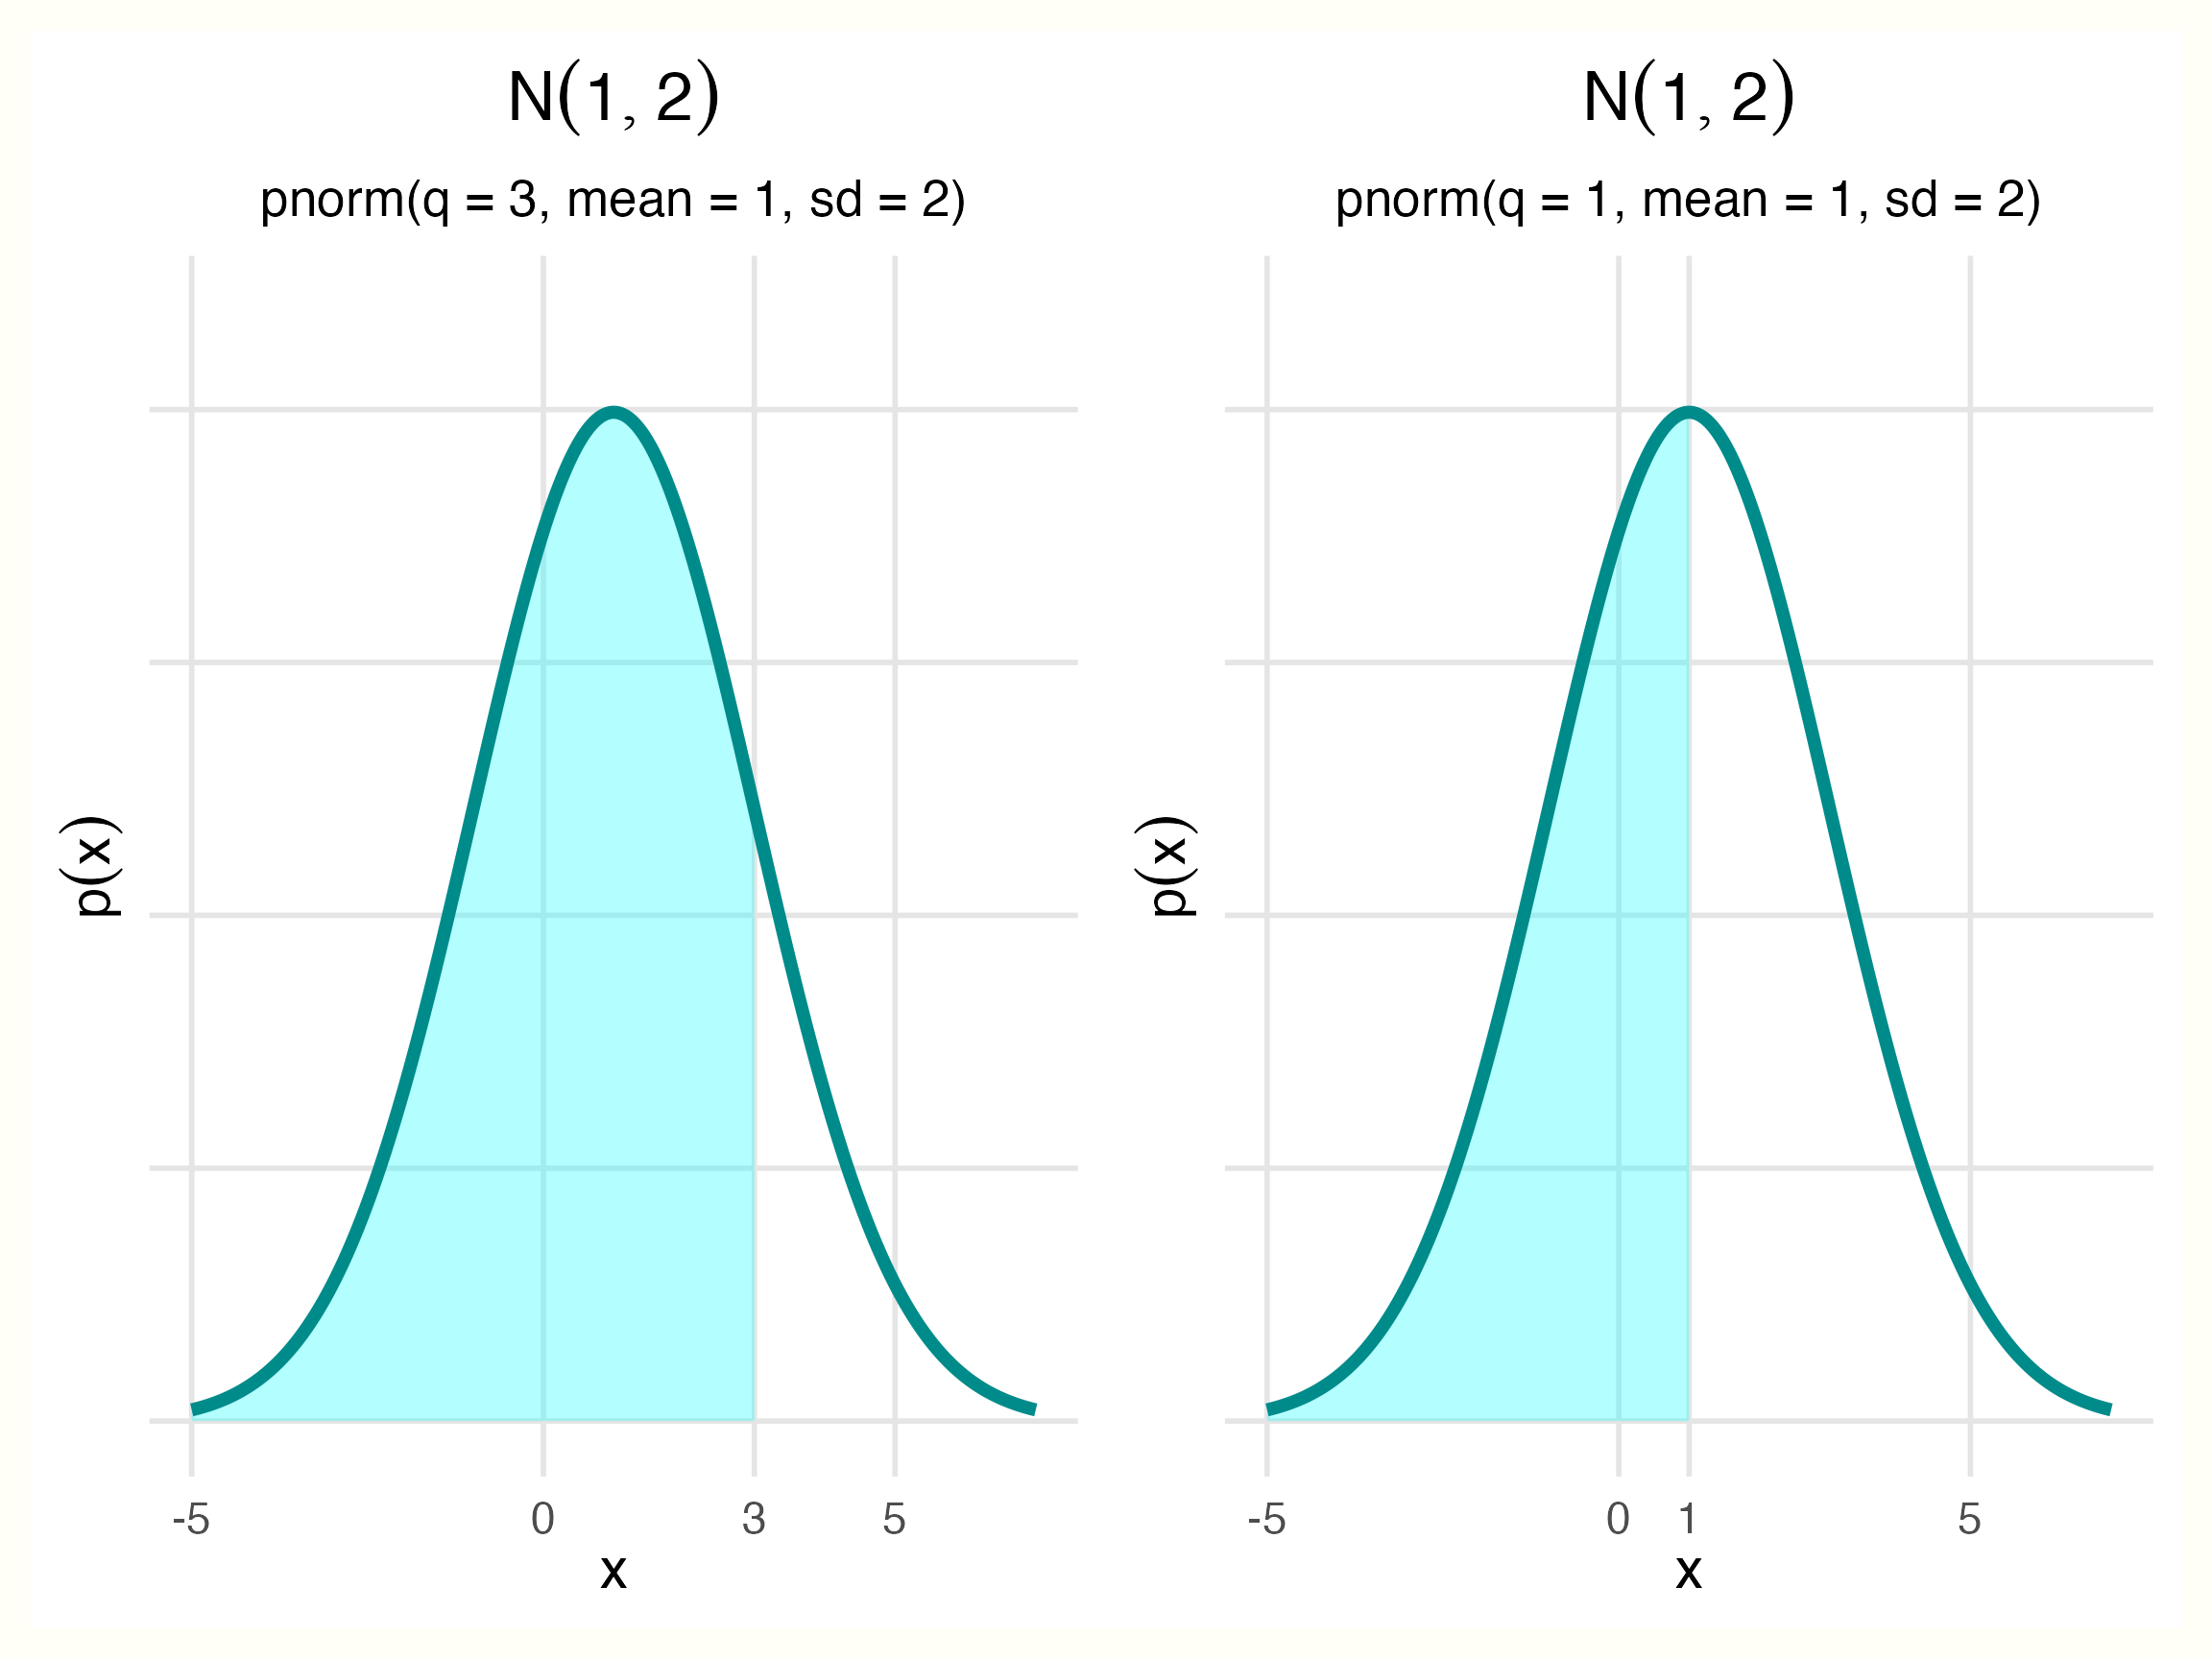 N(1, 2)
pnorm(q = 3, mean = 1, sd = 2)
p(x)
-5 0 3 5
x
N(1, 2)
pnorm(q = 1, mean = 1, sd = 2)
p(x)
-5 0 1 5
x